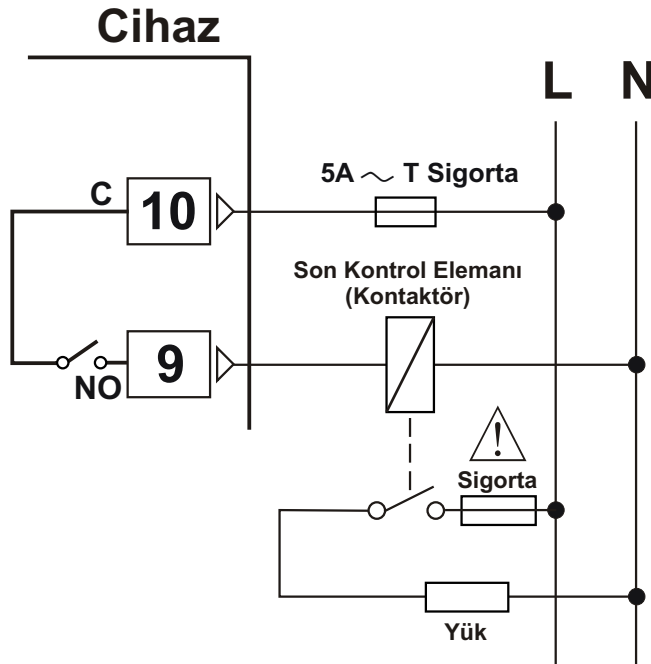 Cihaz
L N
5A ~ T Sigorta
C
10
Son Kontrol Elemanı
(Kontaktör)
9
NO
!
Sigorta
Yük